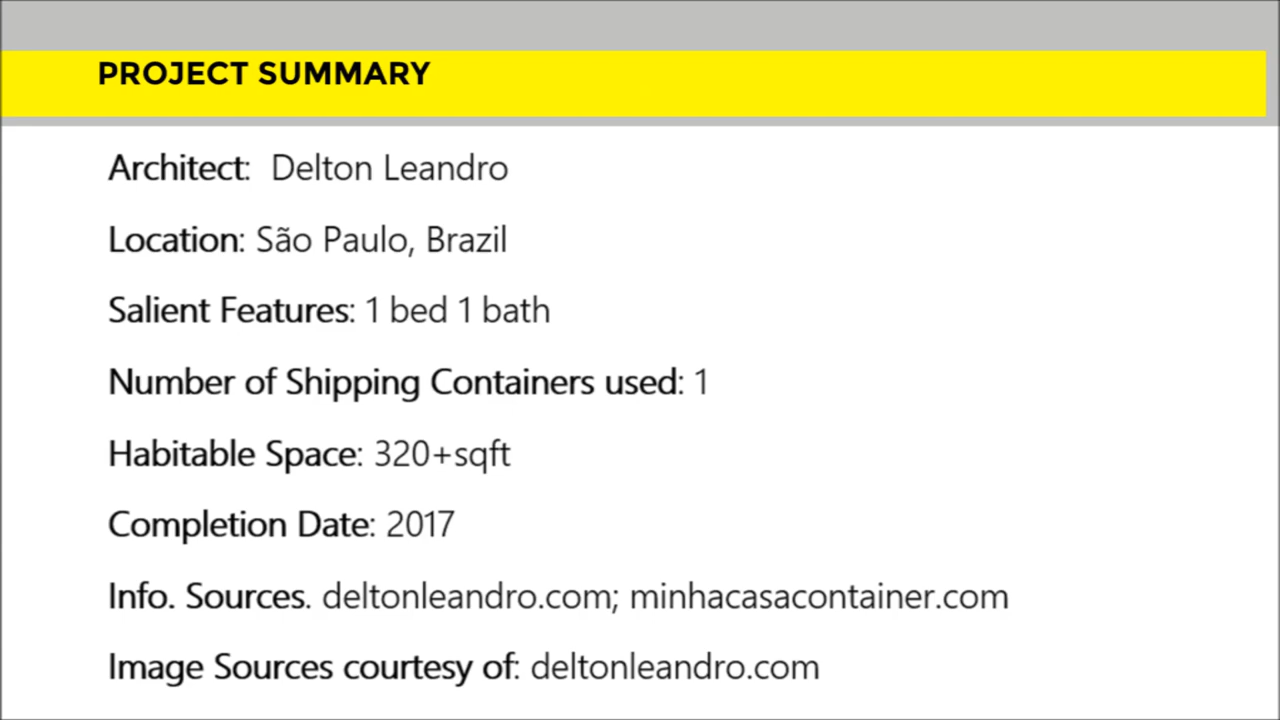 PROJECT SUMMARY
Architect: Delton Leandro
Location: São Paulo, Brazil
Salient Features: 1 bed 1 bath
Number of Shipping Containers used: 1
Habitable Space: 320+sqft
Completion Date: 2017
Info. Sources. deltonleandro.com; minhacasacontainer.com
Image Sources courtesy of: deltonleandro.com